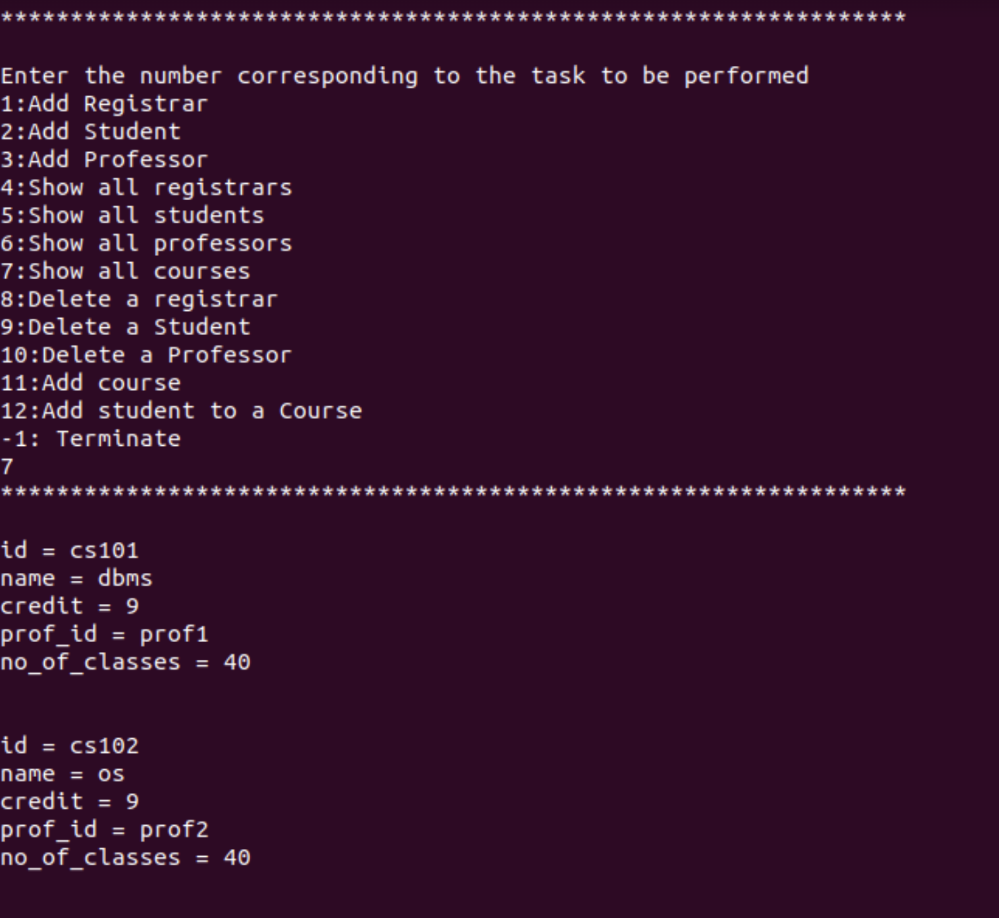 *****************************************************************
Enter the number corresponding to the task to be performed
1:Add Registrar
2:Add Student
3:Add Professor
4:Show all registrars
5:Show all students
6:Show all professors
7:Show all courses
8:Delete a registrar
9:Delete a Student
10:Delete a Professor
11:Add course
12:Add student to a Course
-1: Terminate
7
*****************************************************************
id = cs101
name = dbms
credit = 9
prof_id = prof1
no_of_classes = 40
id = cs102
name = os
credit = 9
prof_id = prof2
no_of_classes = 40